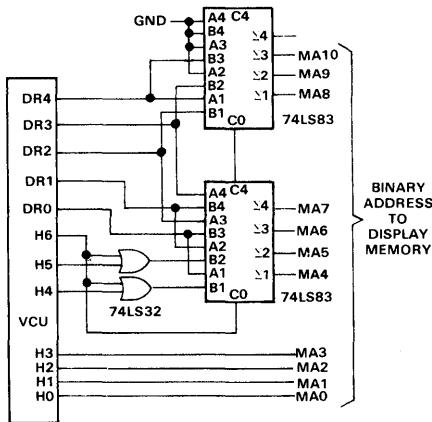 GND
A4 C4
B4 Σ4
A3
B3 Σ3 MA10
A2
B2 Σ2 MA9
DR4 A1 Σ1 MA8
B1
DR3 C0 74LS83
DR2
DR1 A4 C4
B4 Σ4 MA7
DR0 A3
B3 Σ3 MA6
H6 A2
B2 Σ2 MA5
H5 A1
B1 Σ1 MA4
H4 C0
74LS32 74LS83
VCU
H3 MA3
H2 MA2
H1 MA1
H0 MA0
BINARY
ADDRESS
TO
DISPLAY
MEMORY